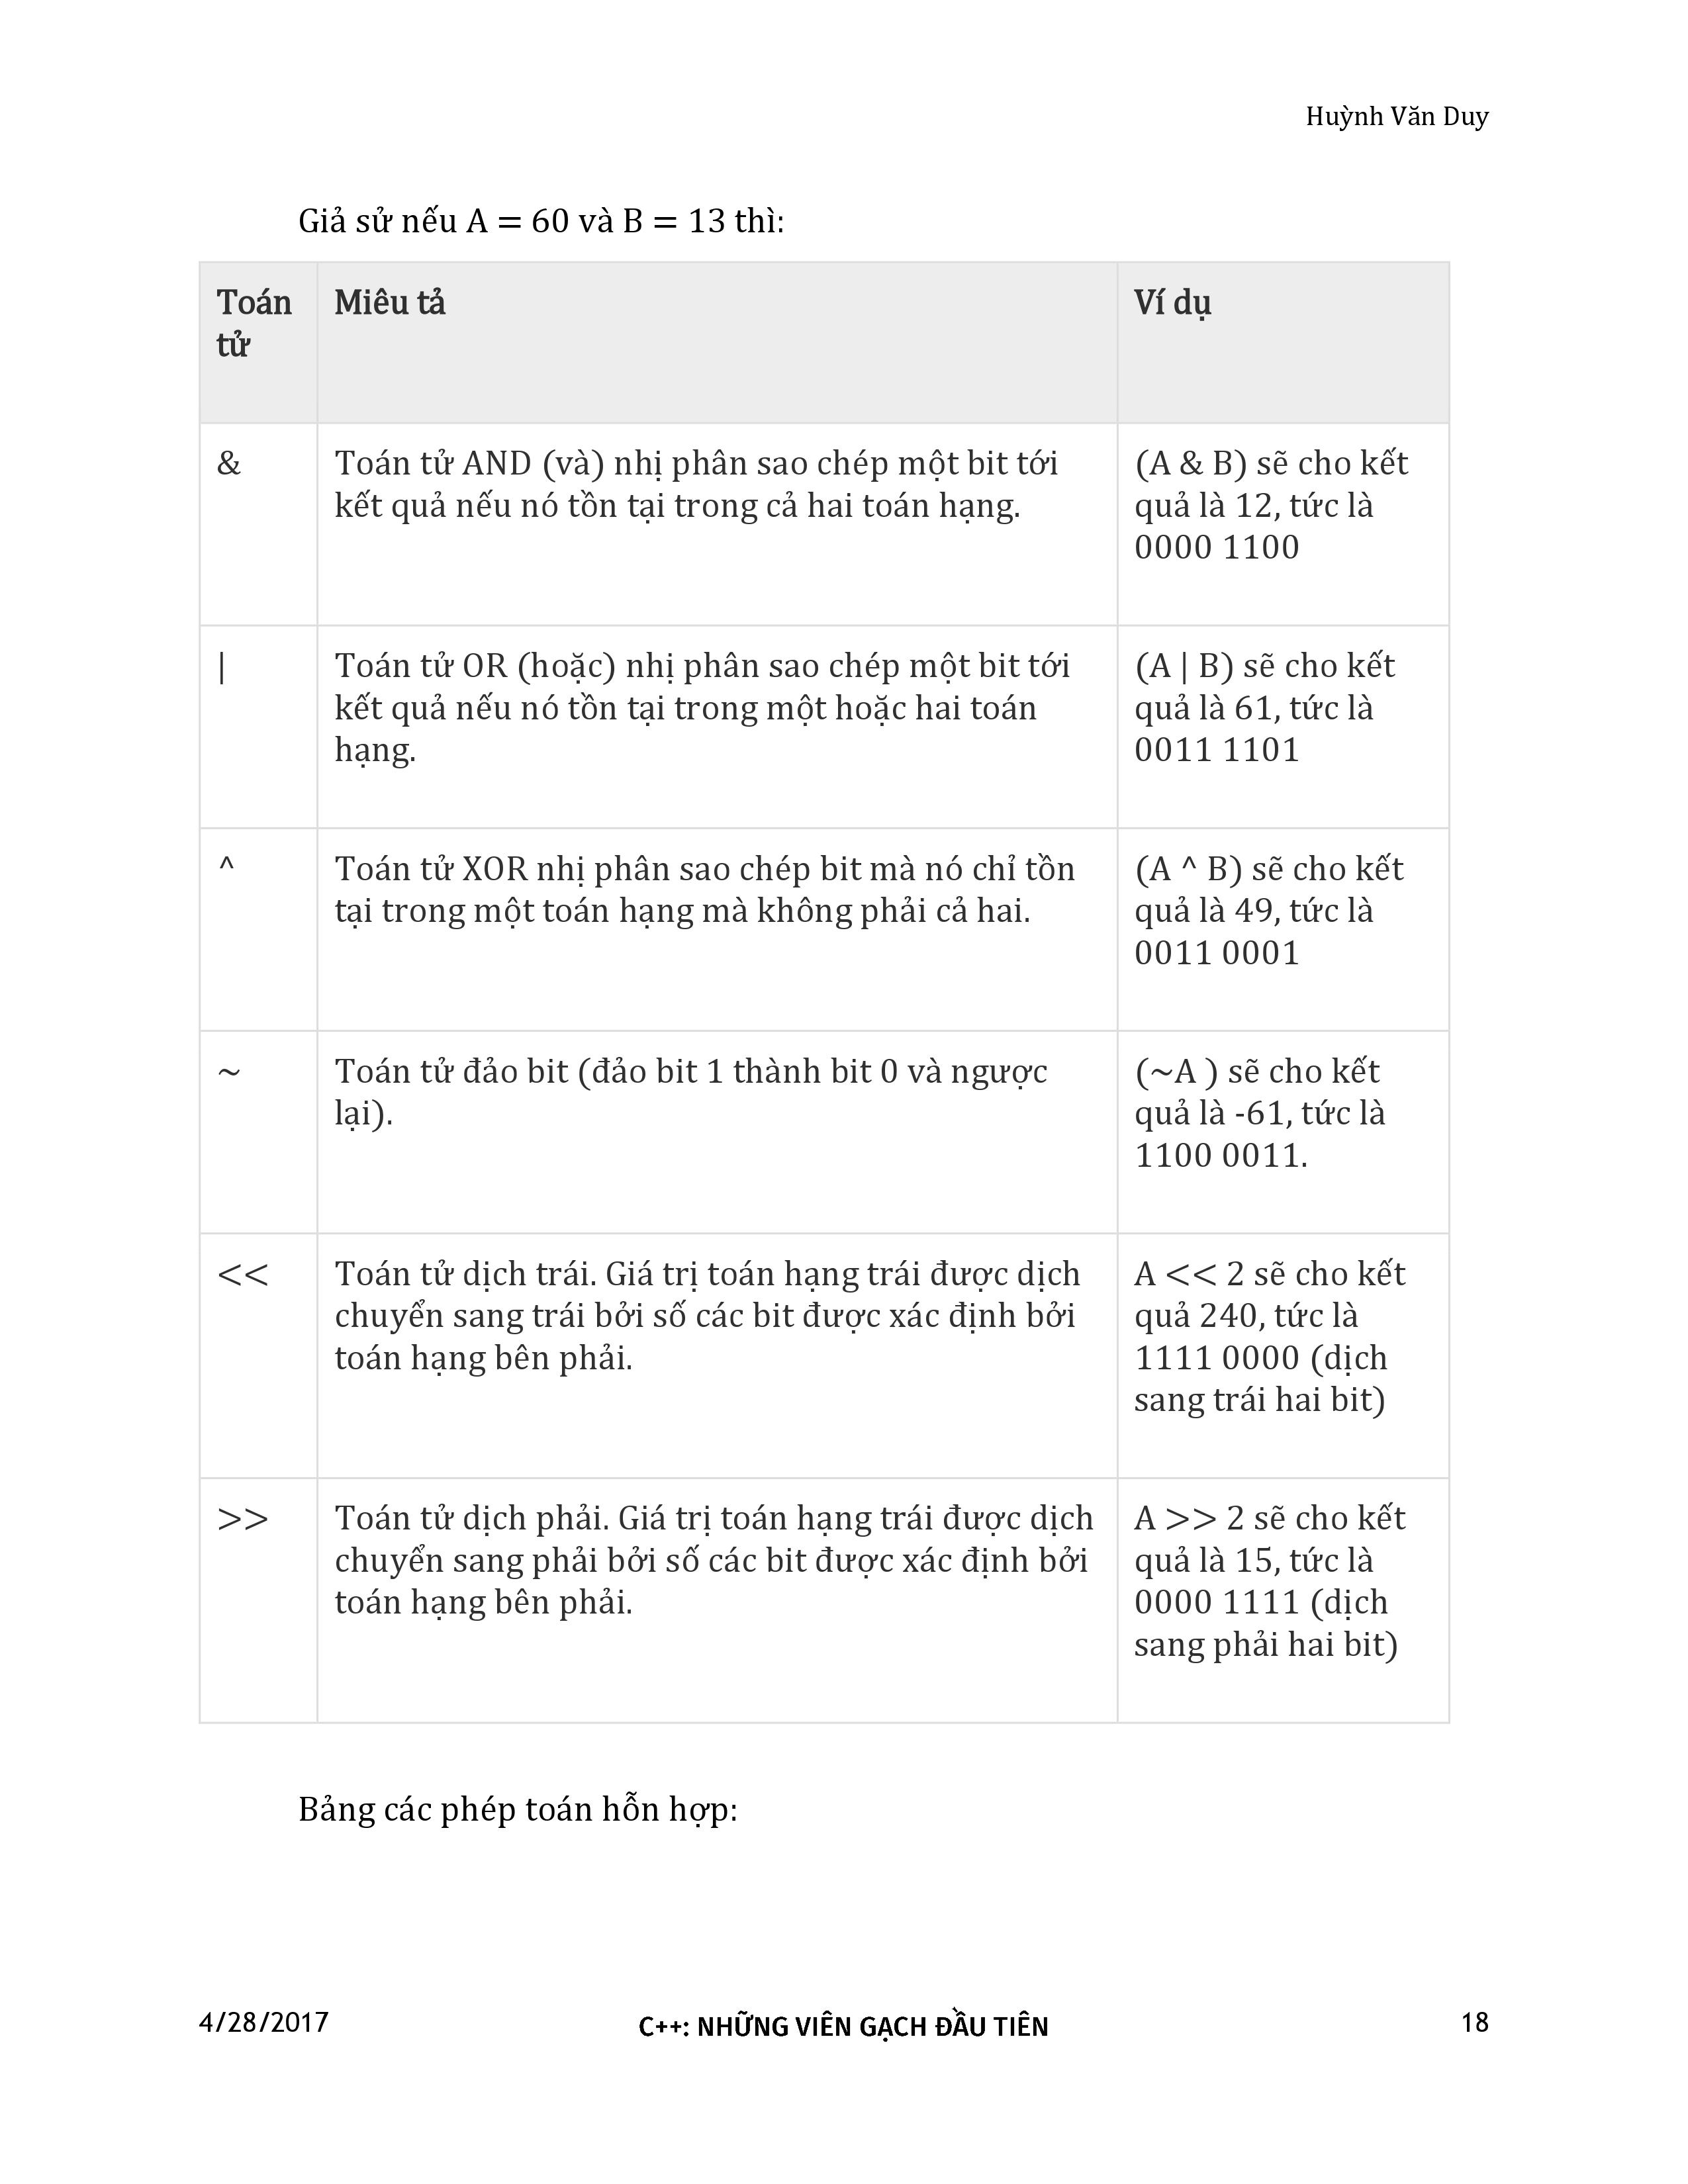 Huỳnh Văn Duy
Giả sử nếu A = 60 và B = 13 thì:
Toán
tử
Miêu tả
Ví dụ
&
Toán tử AND (và) nhị phân sao chép một bit tới
kết quả nếu nó tồn tại trong cả hai toán hạng.
(A & B) sẽ cho kết
quả là 12, tức là
0000 1100
|
Toán tử OR (hoặc) nhị phân sao chép một bit tới
kết quả nếu nó tồn tại trong một hoặc hai toán
hạng.
(A | B) sẽ cho kết
quả là 61, tức là
0011 1101
^
Toán tử XOR nhị phân sao chép bit mà nó chỉ tồn
tại trong một toán hạng mà không phải cả hai.
(A ^ B) sẽ cho kết
quả là 49, tức là
0011 0001
~
Toán tử đảo bit (đảo bit 1 thành bit 0 và ngược
lại).
(~A ) sẽ cho kết
quả là -61, tức là
1100 0011.
<<
Toán tử dịch trái. Giá trị toán hạng trái được dịch
chuyển sang trái bởi số các bit được xác định bởi
toán hạng bên phải.
A << 2 sẽ cho kết
quả 240, tức là
1111 0000 (dịch
sang trái hai bit)
>>
Toán tử dịch phải. Giá trị toán hạng trái được dịch
chuyển sang phải bởi số các bit được xác định bởi
toán hạng bên phải.
A >> 2 sẽ cho kết
quả là 15, tức là
0000 1111 (dịch
sang phải hai bit)
Bảng các phép toán hỗn hợp:
4/28/2017
C++: NHỮNG VIÊN GẠCH ĐẦU TIÊN
18